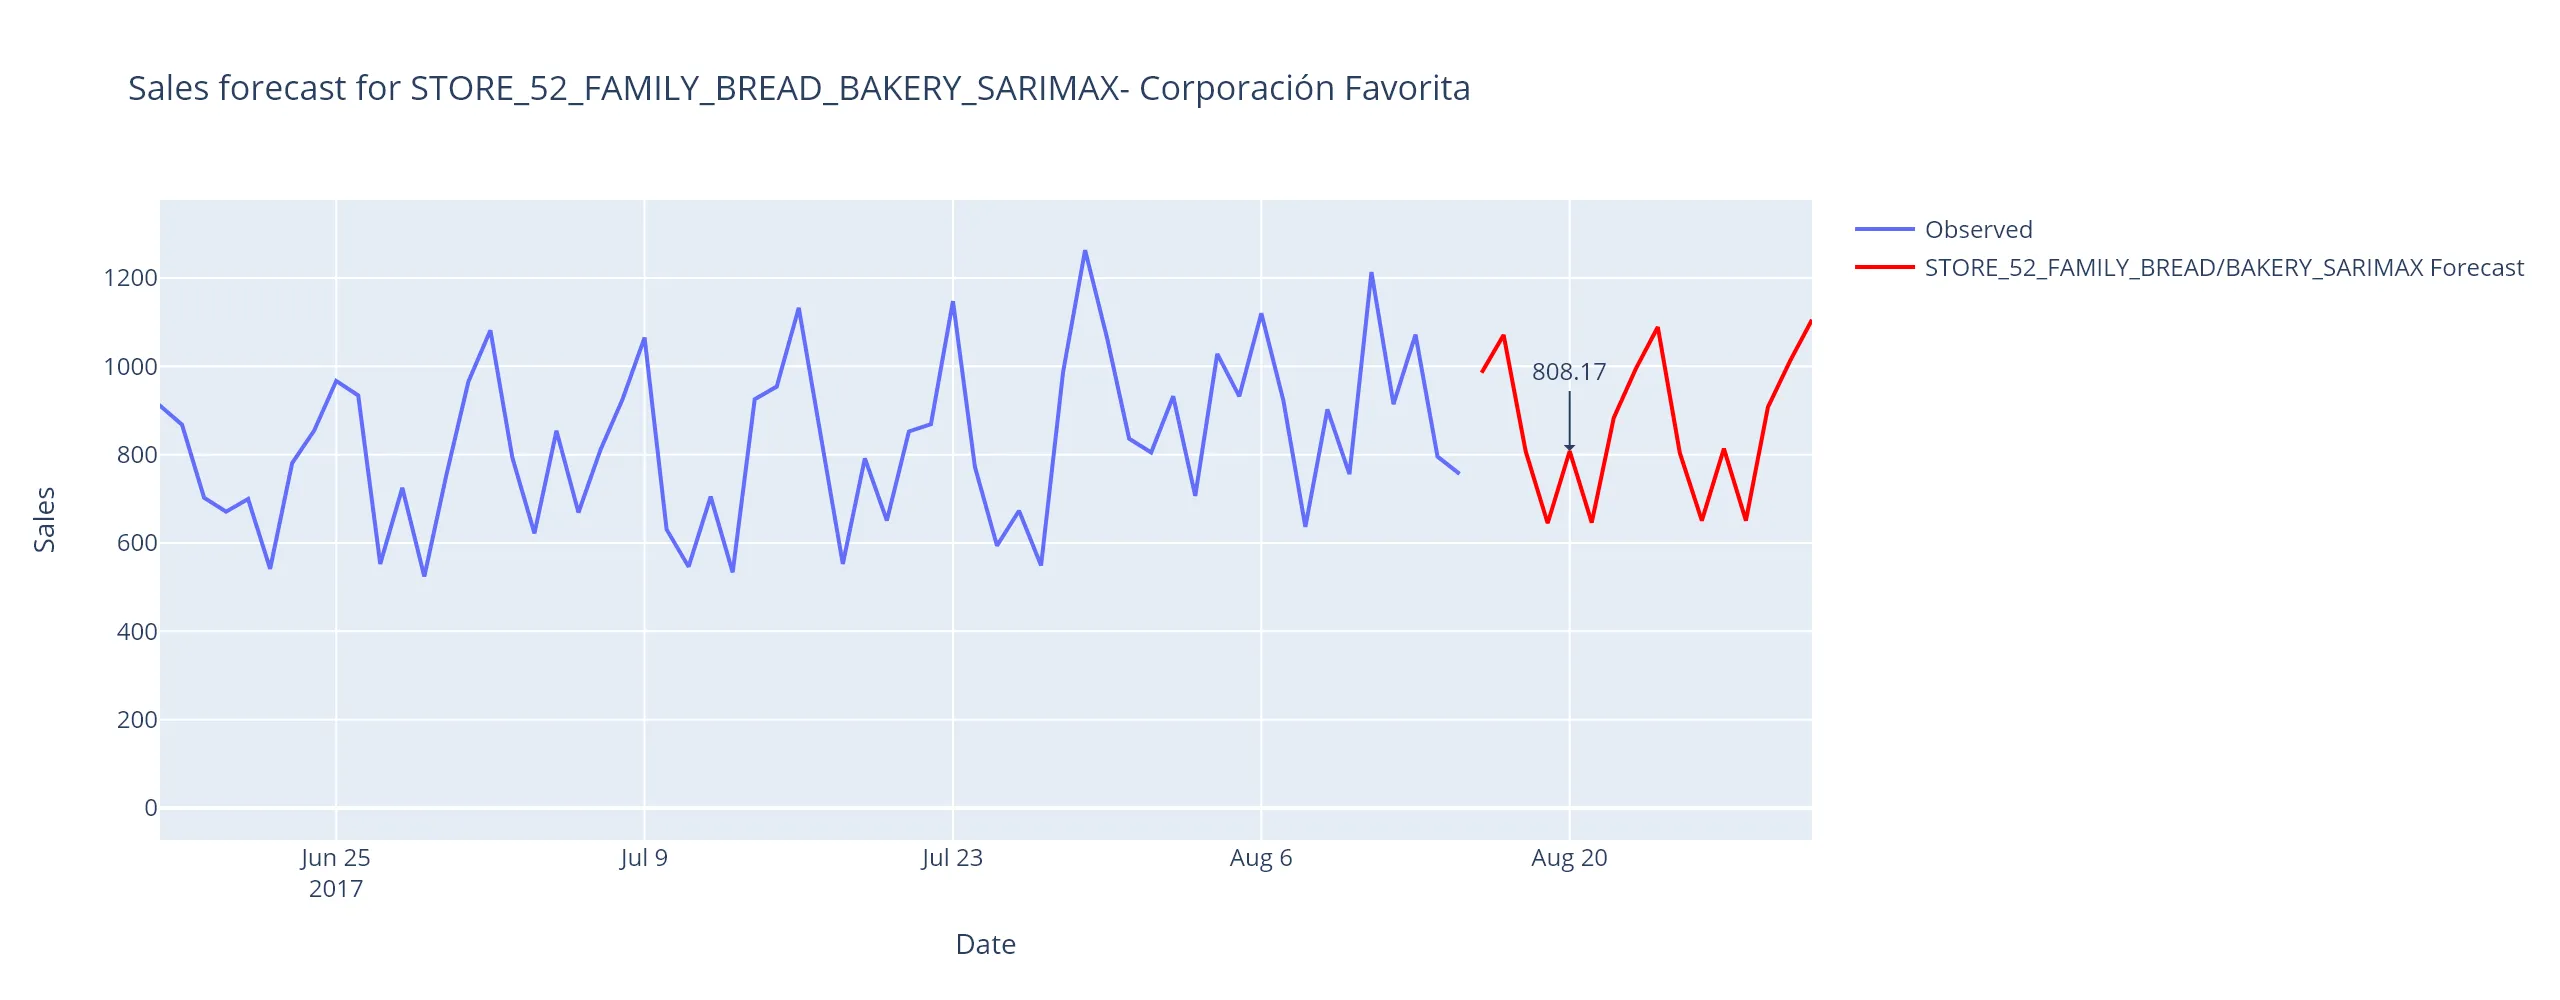 Sales forecast for STORE_52_FAMILY_BREAD_BAKERY_SARIMAX- Corporación Favorita
Observed
STORE_52_FAMILY_BREAD/BAKERY_SARIMAX Forecast
1200
1000
800
600
400
200
0
Sales
808.17
Jun 25
2017
Jul 9
Jul 23
Aug 6
Aug 20
Date